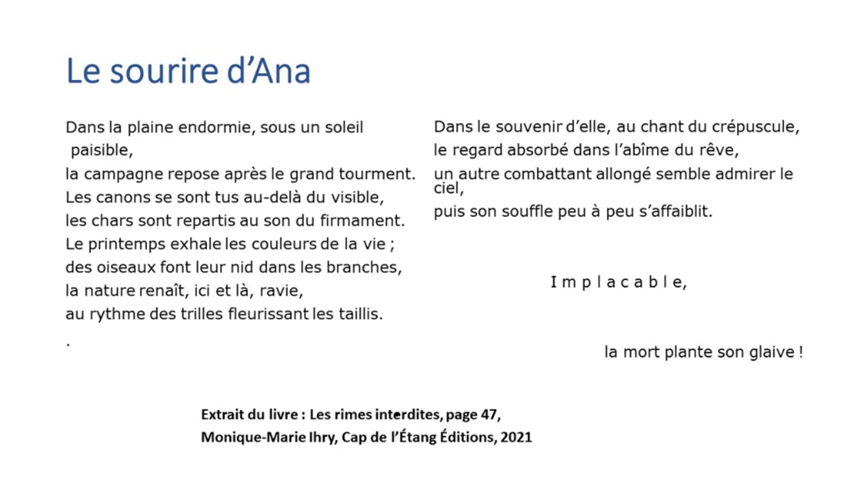 Le sourire d’Ana
Dans la plaine endormie, sous un soleil
paisible,
la campagne repose après le grand tourment.
Les canons se sont tus au-delà du visible,
les chars sont repartis au son du firmament.
Le printemps exhale les couleurs de la vie ;
des oiseaux font leur nid dans les branches,
la nature renaît, ici et là, ravie,
au rythme des trilles fleurissant les taillis.
.
Dans le souvenir d’elle, au chant du crépuscule,
le regard absorbé dans l’abîme du rêve,
un autre combattant allongé semble admirer le
ciel,
puis son souffle peu à peu s’affaiblit.
I m p l a c a b l e,
la mort plante son glaive !
Extrait du livre : Les rimes interdites, page 47,
Monique-Marie Ihry, Cap de l’Étang Éditions, 2021